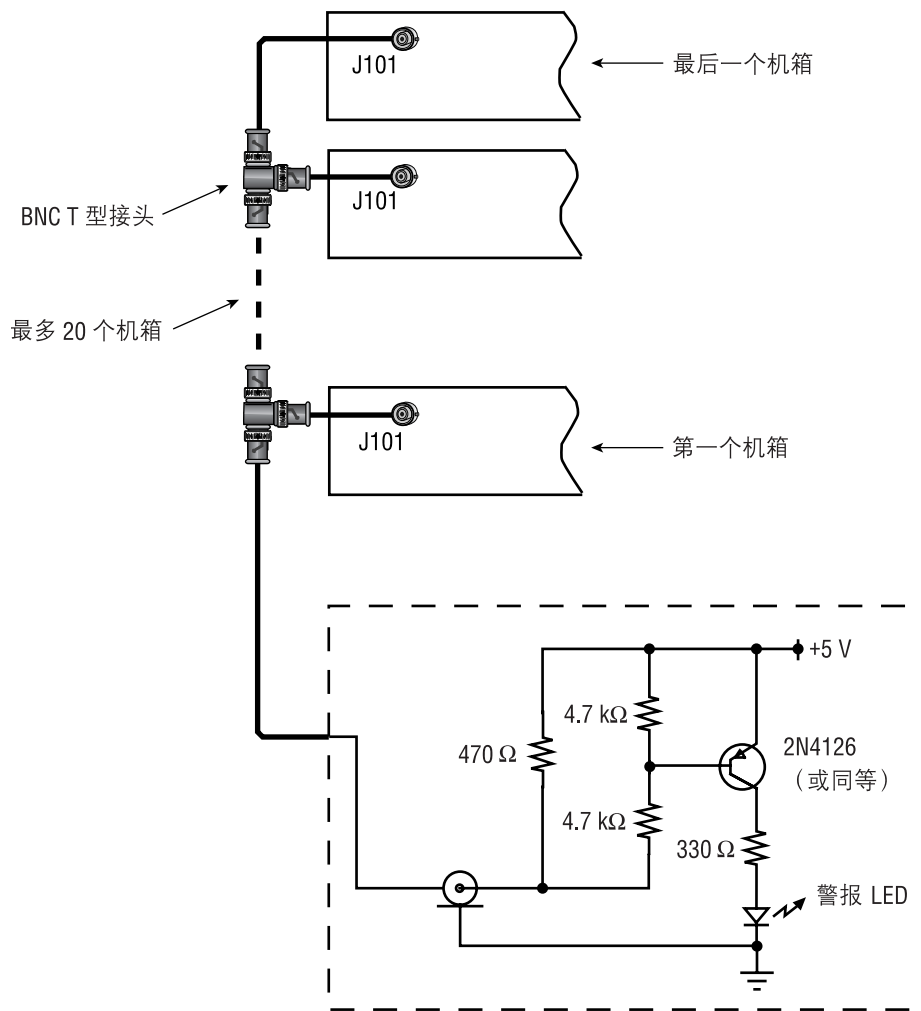 J101
最后一个机箱
J101
BNC T 型接头
最多 20 个机箱
J101
第一个机箱
+5 V
4.7 kΩ
470 Ω
2N4126
（或同等）
4.7 kΩ
330 Ω
警报 LED